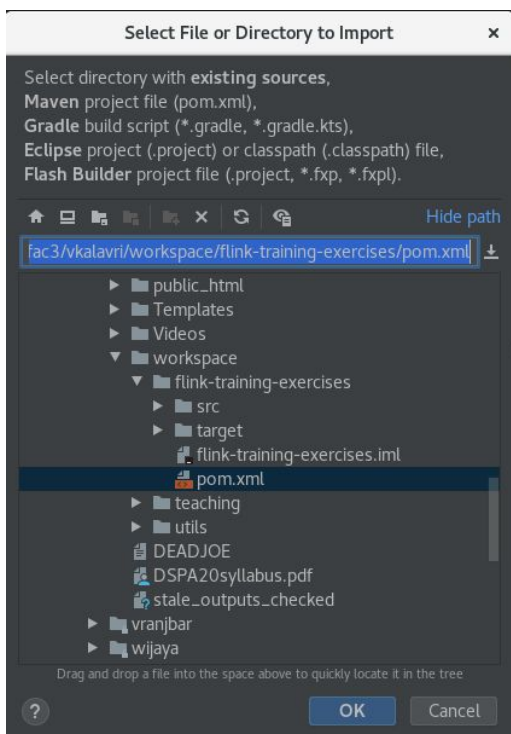 Select File or Directory to Import
Select directory with existing sources,
Maven project file (pom.xml),
Gradle build script (*.gradle, *.gradle.kts),
Eclipse project (.project) or classpath (.classpath) file,
Flash Builder project file (.project, *.fxp, *.fxpl).
Hide path
fac3/vkalavri/workspace/flink-training-exercises/pom.xml
public_html
Templates
Videos
workspace
flink-training-exercises
src
target
flink-training-exercises.iml
pom.xml
teaching
utils
DEADJOE
DSPA20syllabus.pdf
stale_outputs_checked
vranjbar
wijaya
Drag and drop a file into the space above to quickly locate it in the tree
? OK Cancel